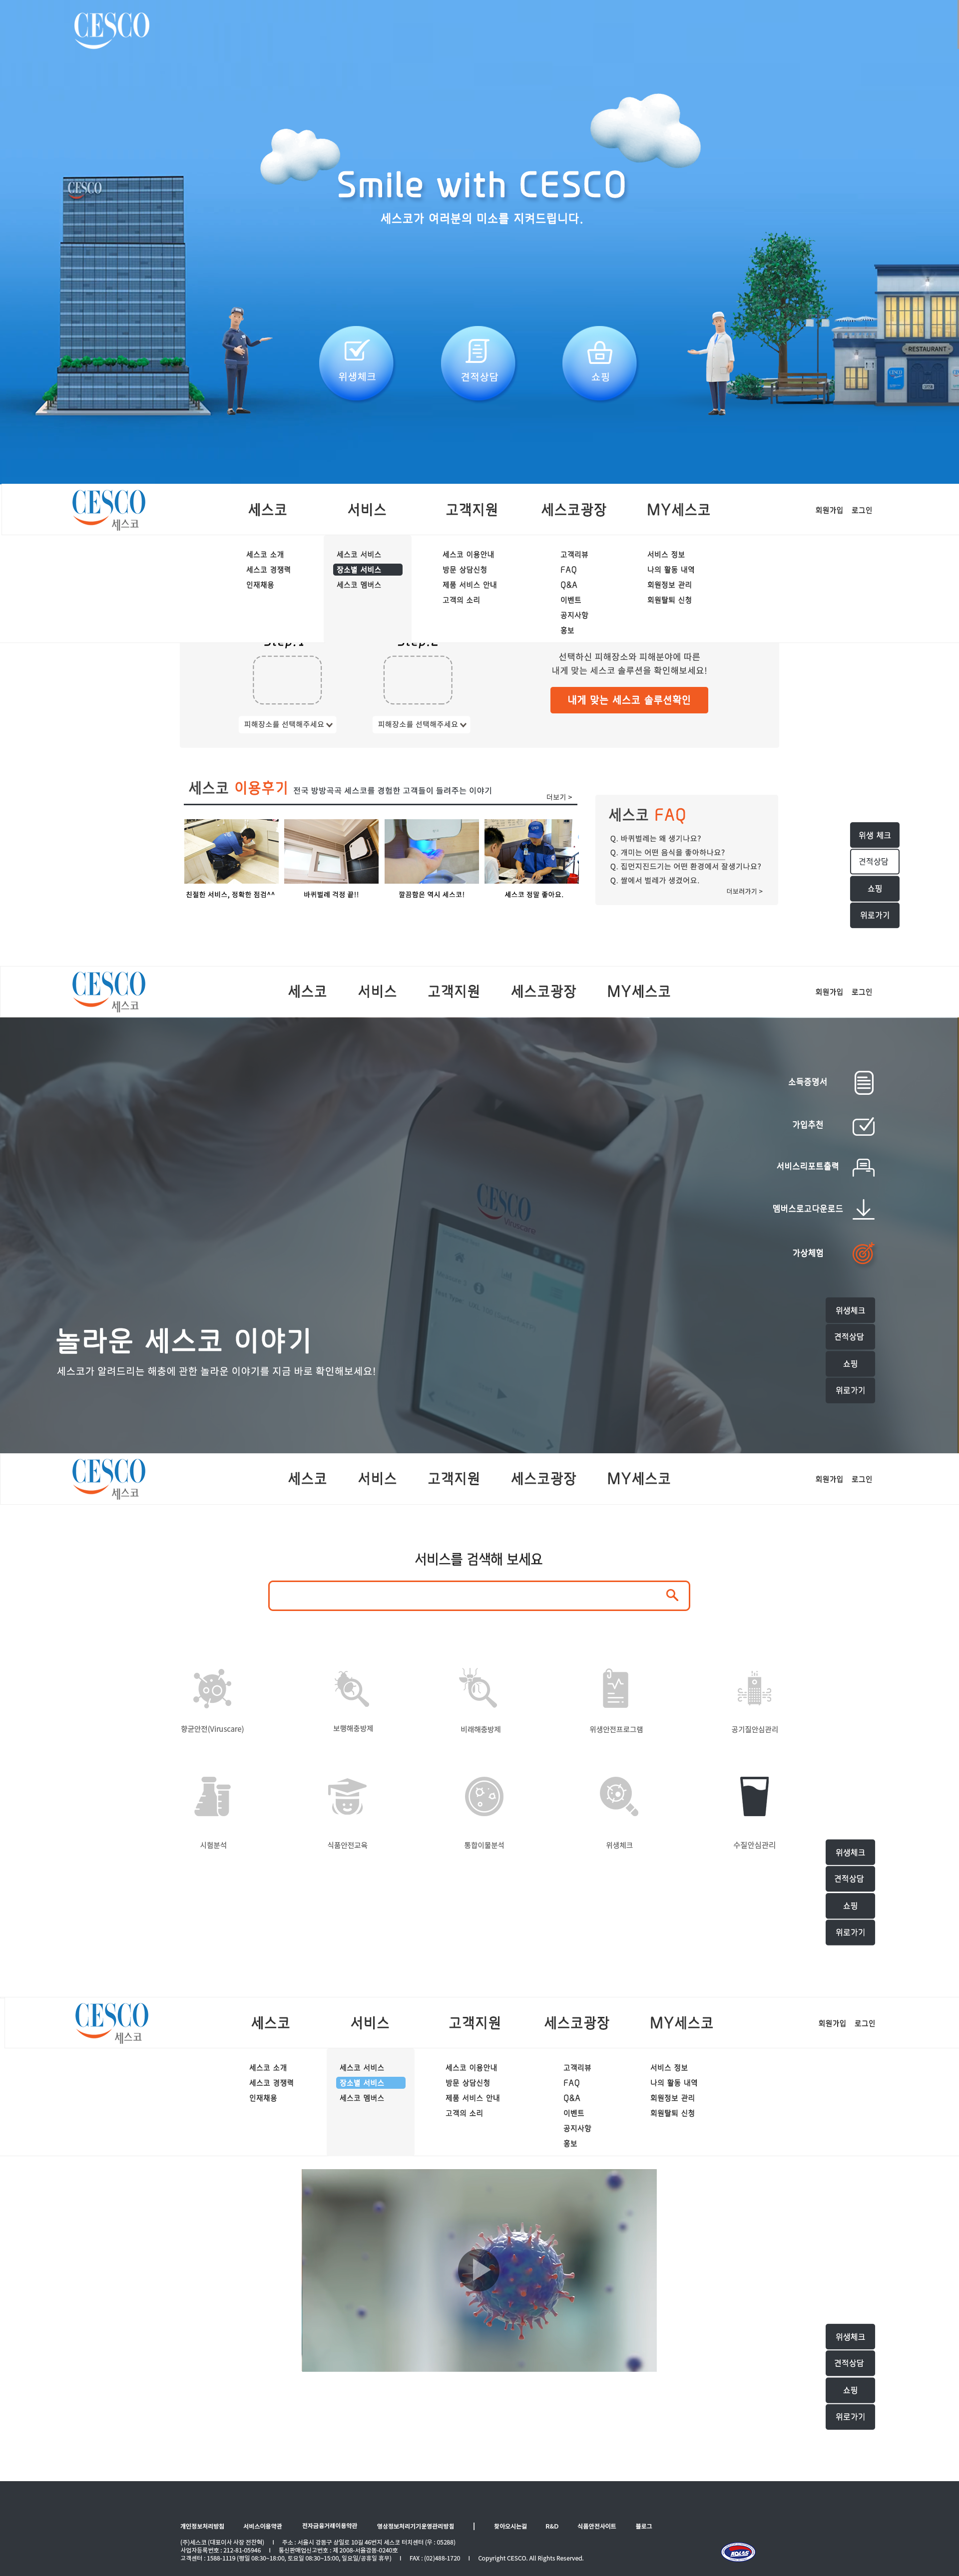 CESCO
CESCO
Smile with CESCO
세스코가 여러분의 미소를 지켜드립니다.
RESTAURANT
위생체크
견적상담
쇼핑
CESCO 세스코
세스코 서비스 고객지원 세스코광장 MY세스코
회원가입 로그인
세스코 소개 세스코 서비스 세스코 이용안내 고객리뷰 서비스 정보
세스코 경쟁력 장소별 서비스 방문 상담신청 FAQ 나의 활동 내역
인재채용 세스코 멤버스 제품 서비스 안내 Q&A 회원정보 관리
고객의 소리 이벤트 회원탈퇴 신청
공지사항
홍보
Step.1 Step.2
선택하신 피해장소와 피해분야에 따른
내게 맞는 세스코 솔루션을 확인해보세요!
내게 맞는 세스코 솔루션확인
피해장소를 선택해주세요 피해장소를 선택해주세요
세스코 이용후기 전국 방방곡곡 세스코를 경험한 고객들이 들려주는 이야기
더보기 >
친절한 서비스, 정확한 점검^^
바퀴벌레 걱정 끝!!
깔끔함은 역시 세스코!
세스코 정말 좋아요.
세스코 FAQ
Q. 바퀴벌레는 왜 생기나요?
Q. 개미는 어떤 음식을 좋아하나요?
Q. 집먼지진드기는 어떤 환경에서 잘생기나요?
Q. 쌀에서 벌레가 생겼어요.
더보러가기 >
위생 체크
견적상담
쇼핑
위로가기
CESCO 세스코
세스코 서비스 고객지원 세스코광장 MY세스코
회원가입 로그인
소득증명서
가입추천
서비스리포트출력
멤버스로고다운로드
가상체험
CESCO
Viruscare
놀라운 세스코 이야기
세스코가 알려드리는 해충에 관한 놀라운 이야기를 지금 바로 확인해보세요!
위생체크
견적상담
쇼핑
위로가기
CESCO 세스코
세스코 서비스 고객지원 세스코광장 MY세스코
회원가입 로그인
서비스를 검색해 보세요
향균안전(Viruscare) 보행해충방제 비래해충방제 위생안전프로그램 공기질안심관리
시험분석 식품안전교육 통합이물분석 위생체크 수질안심관리
위생체크
견적상담
쇼핑
위로가기
CESCO 세스코
세스코 서비스 고객지원 세스코광장 MY세스코
회원가입 로그인
세스코 소개 세스코 서비스 세스코 이용안내 고객리뷰 서비스 정보
세스코 경쟁력 장소별 서비스 방문 상담신청 FAQ 나의 활동 내역
인재채용 세스코 멤버스 제품 서비스 안내 Q&A 회원정보 관리
고객의 소리 이벤트 회원탈퇴 신청
공지사항
홍보
위생체크
견적상담
쇼핑
위로가기
개인정보처리방침 서비스이용약관 전자금융거래이용약관 영상정보처리기기운영관리방침 | 찾아오시는길 R&D 식품안전사이트 블로그
(주)세스코 (대표이사 사장 전찬혁) I 주소 : 서울시 강동구 상일로 10길 46번지 세스코 터치센터 (우 : 05288)
사업자등록번호 : 212-81-05946 I 통신판매업신고번호 : 제 2008-서울강동-0240호
고객센터 : 1588-1119 (평일 08:30~18:00, 토요일 08:30~15:00, 일요일/공휴일 휴무) I FAX : (02)488-1720 I Copyright CESCO. All Rights Reserved.